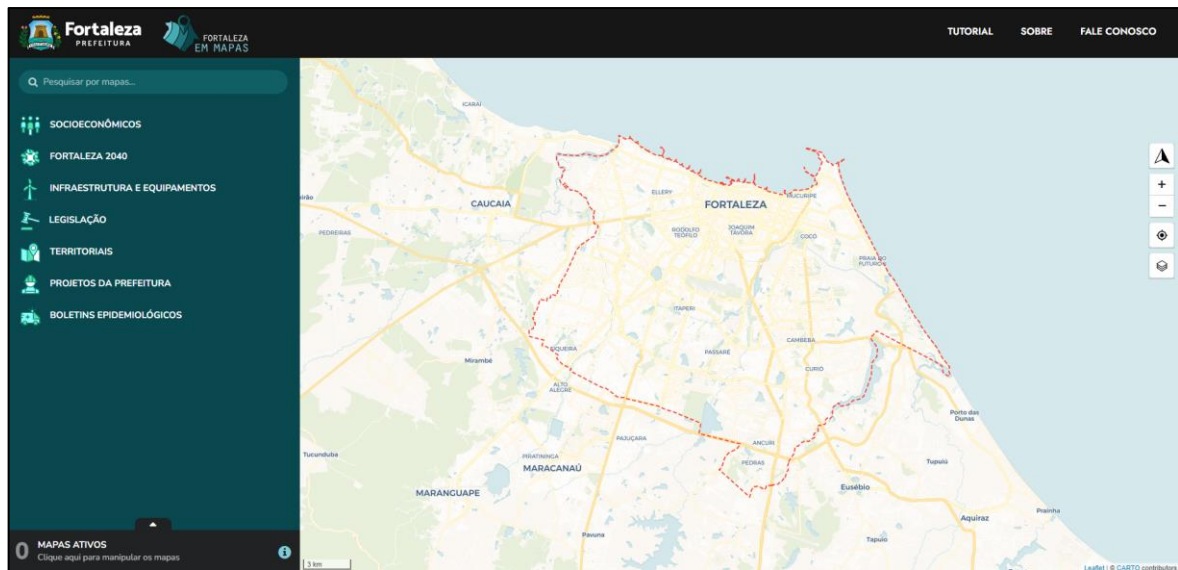 Fortaleza
PREFEITURA
FORTALEZA
EM MAPAS
TUTORIAL SOBRE FALE CONOSCO
Pesquisar por mapas...
SOCIOECONÔMICOS
FORTALEZA 2040
INFRAESTRUTURA E EQUIPAMENTOS
LEGISLAÇÃO
TERRITORIAIS
PROJETOS DA PREFEITURA
BOLETINS EPIDEMIOLÓGICOS
0
MAPAS ATIVOS
Clique aqui para manipular os mapas
ICARAÍ
CAUCAIA
ELLERY
FORTALEZA
MUCURIPE
RODOLFO
TEÓFILO
JOAQUIM
TÁVORA
COCÓ
PEDREIRAS
PRAIA DO
FUTURO
ITAPERI
CAMBEBA
SIQUEIRA
PASSARÉ
Mirambé
CURIÓ
ALTO
ALEGRE
Porto das
Dunas
PAJUÇARA
ANCURI
Tucunduba
PIRATININGA
MARACANAÚ
PEDRAS
Tupuiú
MARANGUAPE
Eusébio
Prainha
Aquiraz
Pavuna
Tapuio
3 km
Leaflet | © CARTO contributors